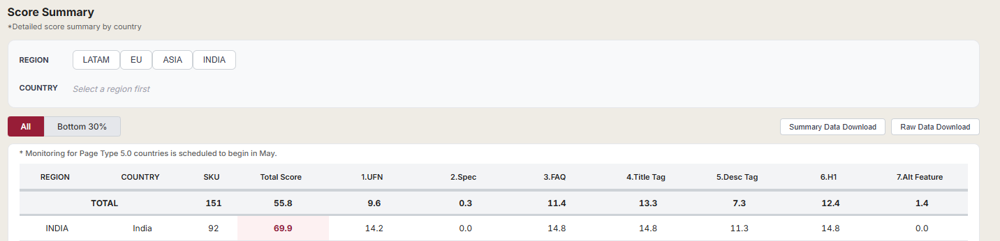 Score Summary
*Detailed score summary by country
REGION LATAM EU ASIA INDIA
COUNTRY Select a region first
All Bottom 30% Summary Data Download Raw Data Download
* Monitoring for Page Type 5.0 countries is scheduled to begin in May.
REGION COUNTRY SKU Total Score 1.UFN 2.Spec 3.FAQ 4.Title Tag 5.Desc Tag 6.H1 7.Alt Feature
TOTAL 151 55.8 9.6 0.3 11.4 13.3 7.3 12.4 1.4
INDIA India 92 69.9 14.2 0.0 14.8 14.8 11.3 14.8 0.0